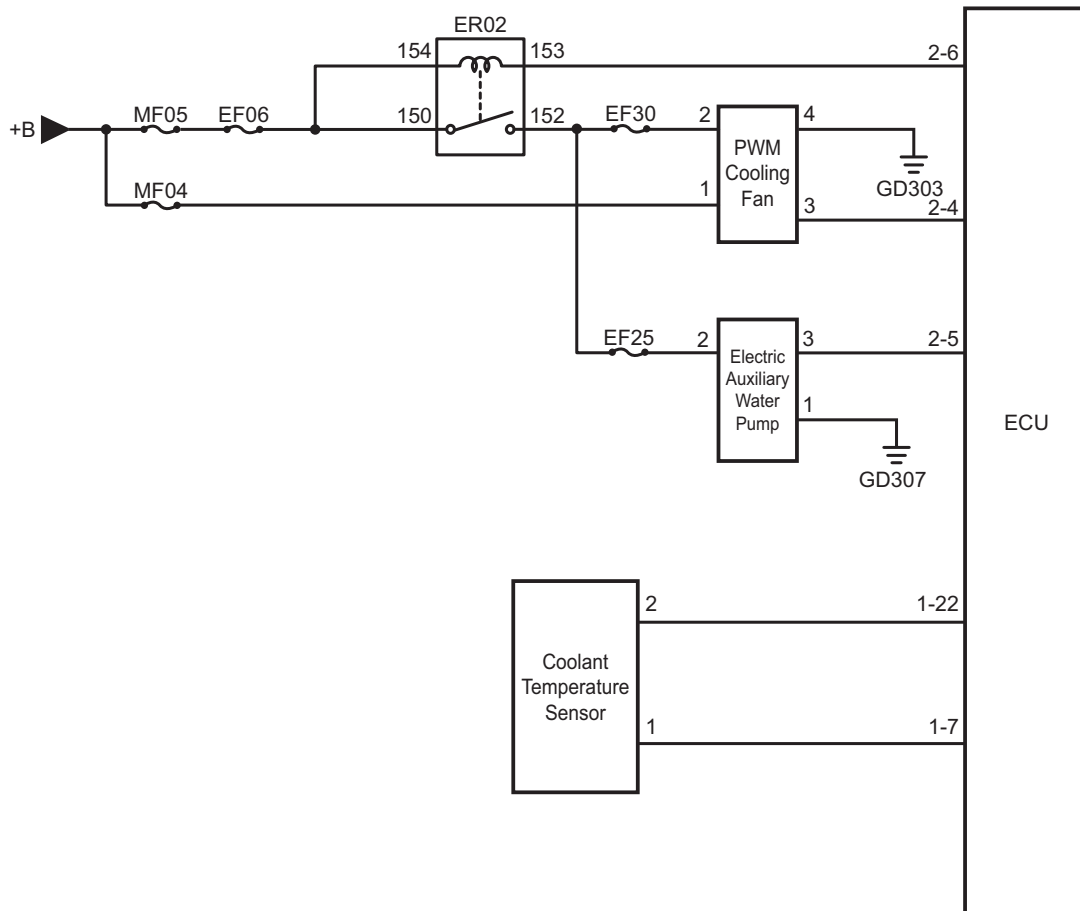 ER02
154
153
2-6
+B
MF05
EF06
150
152
EF30
2
4
PWM
Cooling
Fan
GD303
MF04
1
3
2-4
EF25
2
3
2-5
Electric
Auxiliary
Water
Pump
1
GD307
ECU
2
1-22
Coolant
Temperature
Sensor
1
1-7